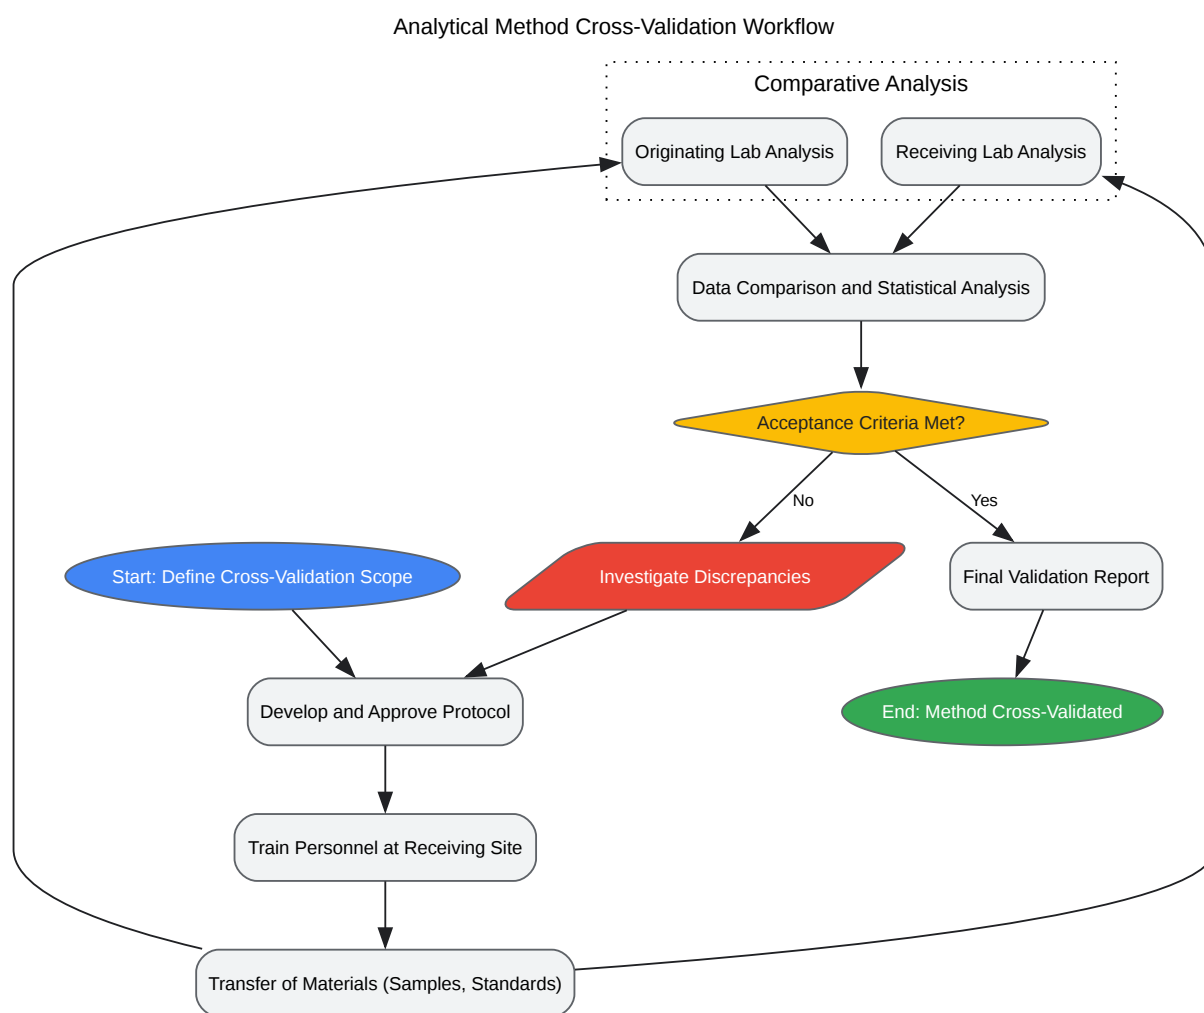 Analytical Method Cross-Validation Workflow
Comparative Analysis
Originating Lab Analysis
Receiving Lab Analysis
Data Comparison and Statistical Analysis
Acceptance Criteria Met?
No
Yes
Start: Define Cross-Validation Scope
Investigate Discrepancies
Final Validation Report
Develop and Approve Protocol
End: Method Cross-Validated
Train Personnel at Receiving Site
Transfer of Materials (Samples, Standards)